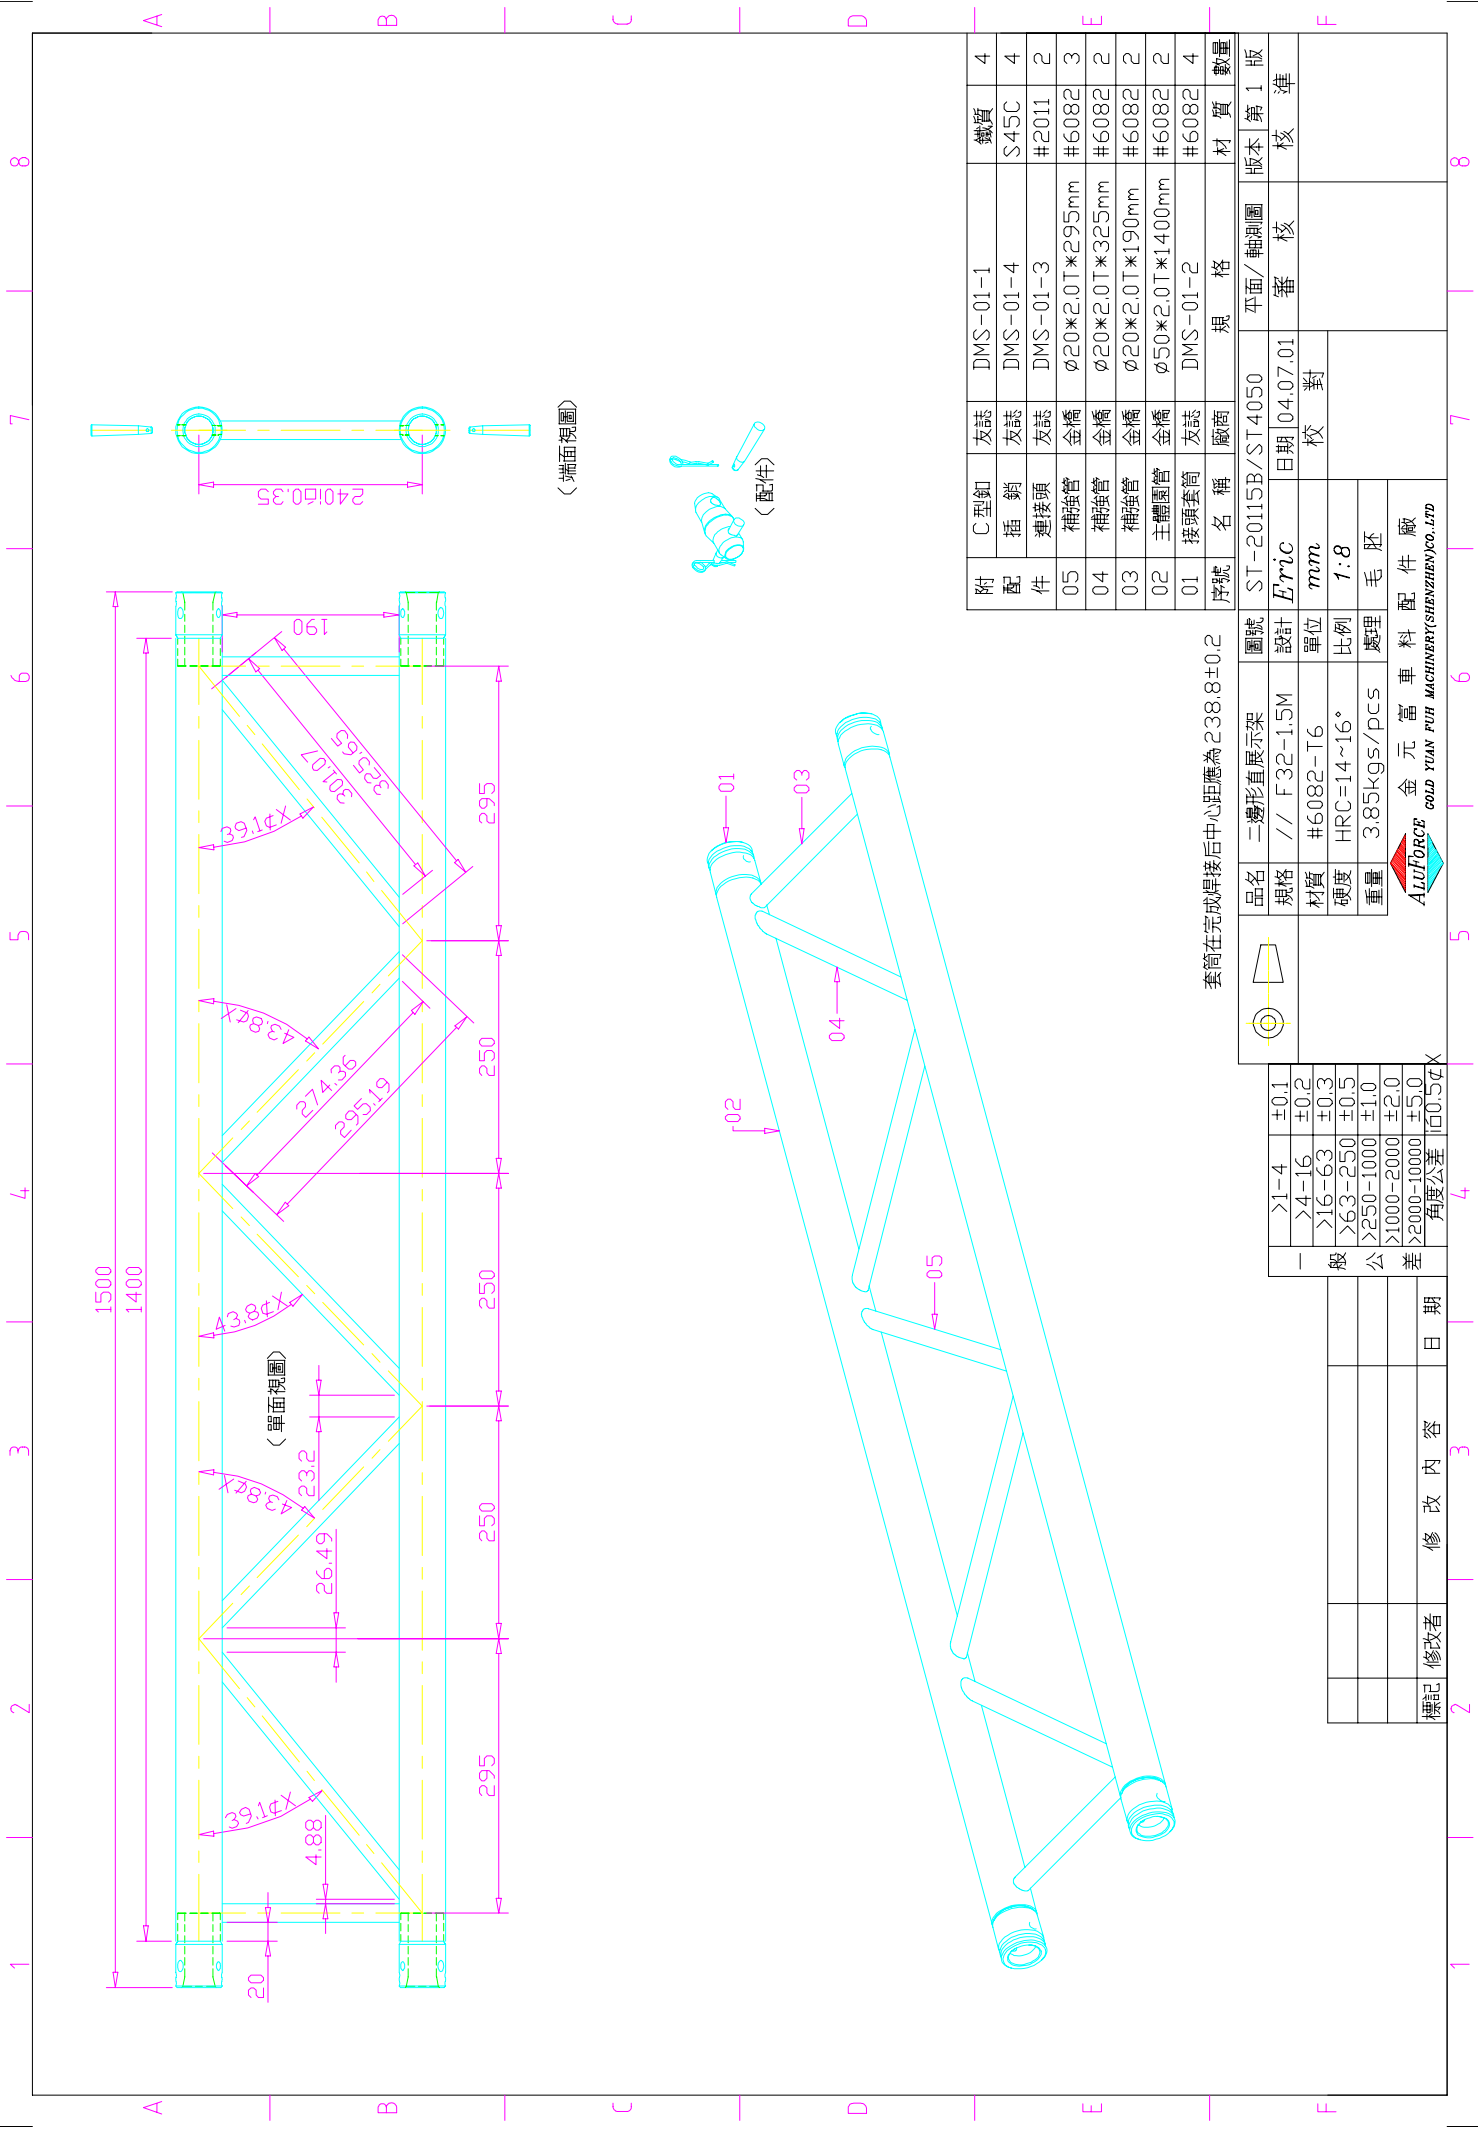 1 2 3 4 5 6 7 8
A
B
C
D
E
F
1500
1400
20
4.88
39.1¢X
26.49
23.2
43.8¢X
(單面視圖)
43.8¢X
43.8¢X
274.36
295.19
39.1¢X
301.07
325.65
190
295
250
250
250
250
295
240±0.35
(端面視圖)
(配件)
01
02
03
04
05
套筒在完成焊接后中心距應為238.8±0.2
附 C型釦 友誌 DMS-01-1 鐵質 4
配 插 銷 友誌 DMS-01-4 S45C 4
件 連接頭 友誌 DMS-01-3 #2011 2
05 補強管 金橋 Ø20*2.0T*295mm #6082 3
04 補強管 金橋 Ø20*2.0T*325mm #6082 2
03 補強管 金橋 Ø20*2.0T*190mm #6082 2
02 主體園管 金橋 Ø50*2.0T*1400mm #6082 2
01 接頭套筒 友誌 DMS-01-2 #6082 4
序號 名 稱 廠商 規 格 材 質 數量
品名 二邊形直展示架 圖號 ST-20115B/ST4050 平面/軸測圖 版本 第 1 版
規格 // F32-1.5M 設計 Eric 日期 04.07.01 審 核 核 準
材質 #6082-T6 單位 mm 校 對
硬度 HRC=14~16° 比例 1:8
重量 3.85kgs/pcs 處理 毛 胚
ALUFORCE 金 元 富 車 料 配 件 廠
GOLD YUAN FUH MACHINERY(SHENZHEN)CO.,LTD
一 般 公 差
>1-4 ±0.1
>4-16 ±0.2
>16-63 ±0.3
>63-250 ±0.5
>250-1000 ±1.0
>1000-2000 ±2.0
>2000-10000 ±5.0
角度公差 ¡Ó0.5¢X
標記 修改者 修 改 內 容 日 期
A
B
C
D
E
F
1 2 3 4 5 6 7 8